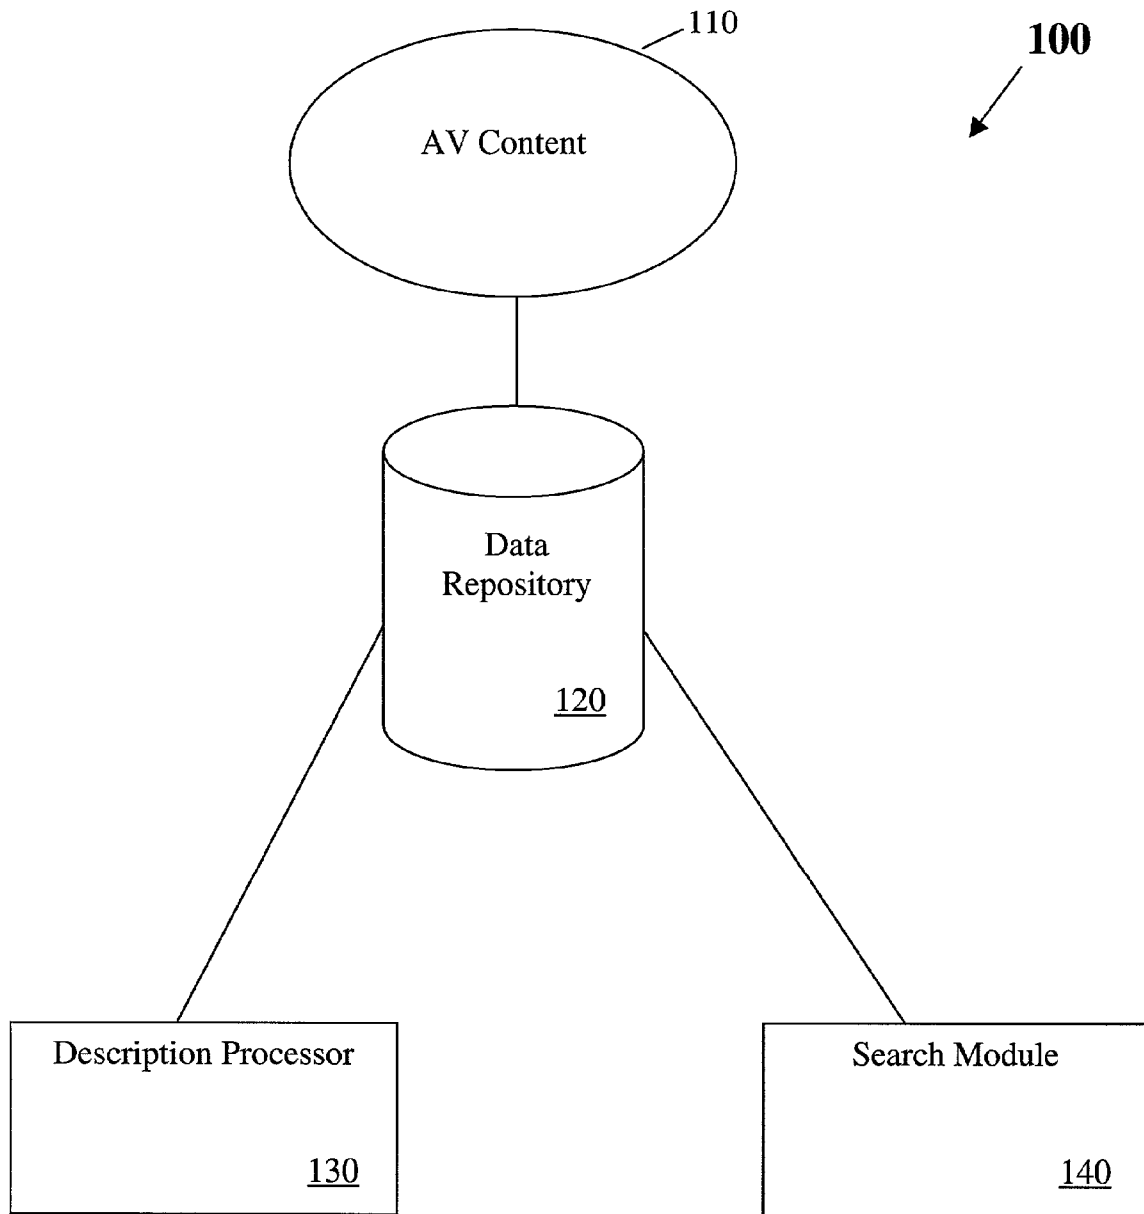 110
100
AV Content
Data
Repository
120
Description Processor
Search Module
130
140